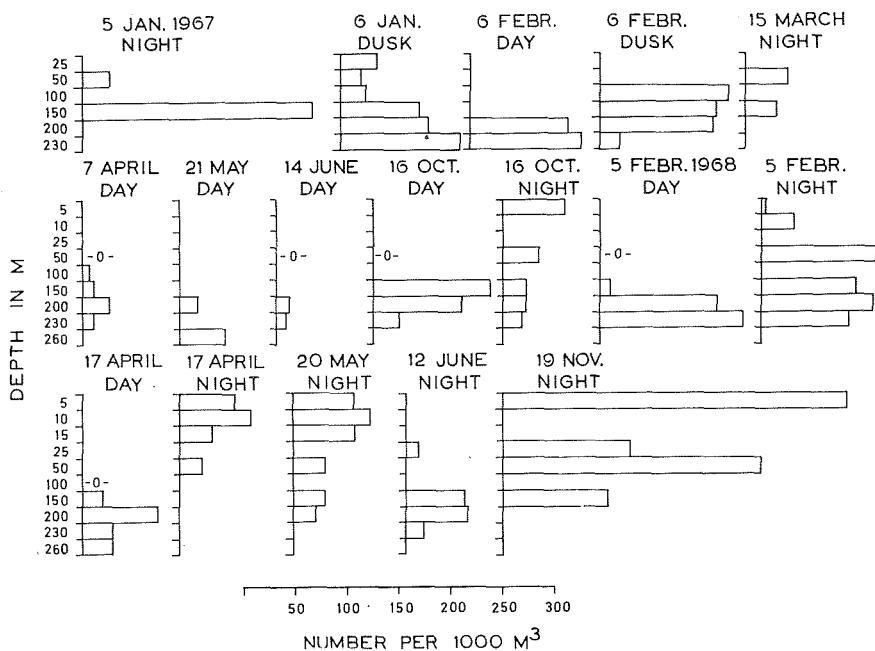 5 JAN. 1967 NIGHT
6 JAN. DUSK
6 FEBR. DAY
6 FEBR. DUSK
15 MARCH NIGHT
25
50
100
150
200
230
7 APRIL DAY
21 MAY DAY
14 JUNE DAY
16 OCT. DAY
16 OCT. NIGHT
5 FEBR. 1968 DAY
5 FEBR. NIGHT
5
10
25
50
100
150
200
230
260
-0-
-0-
-0-
-0-
DEPTH IN M
17 APRIL DAY
17 APRIL NIGHT
20 MAY NIGHT
12 JUNE NIGHT
19 NOV. NIGHT
5
10
15
25
50
100
150
200
230
260
-0-
50 100 150 200 250 300
NUMBER PER 1000 M³